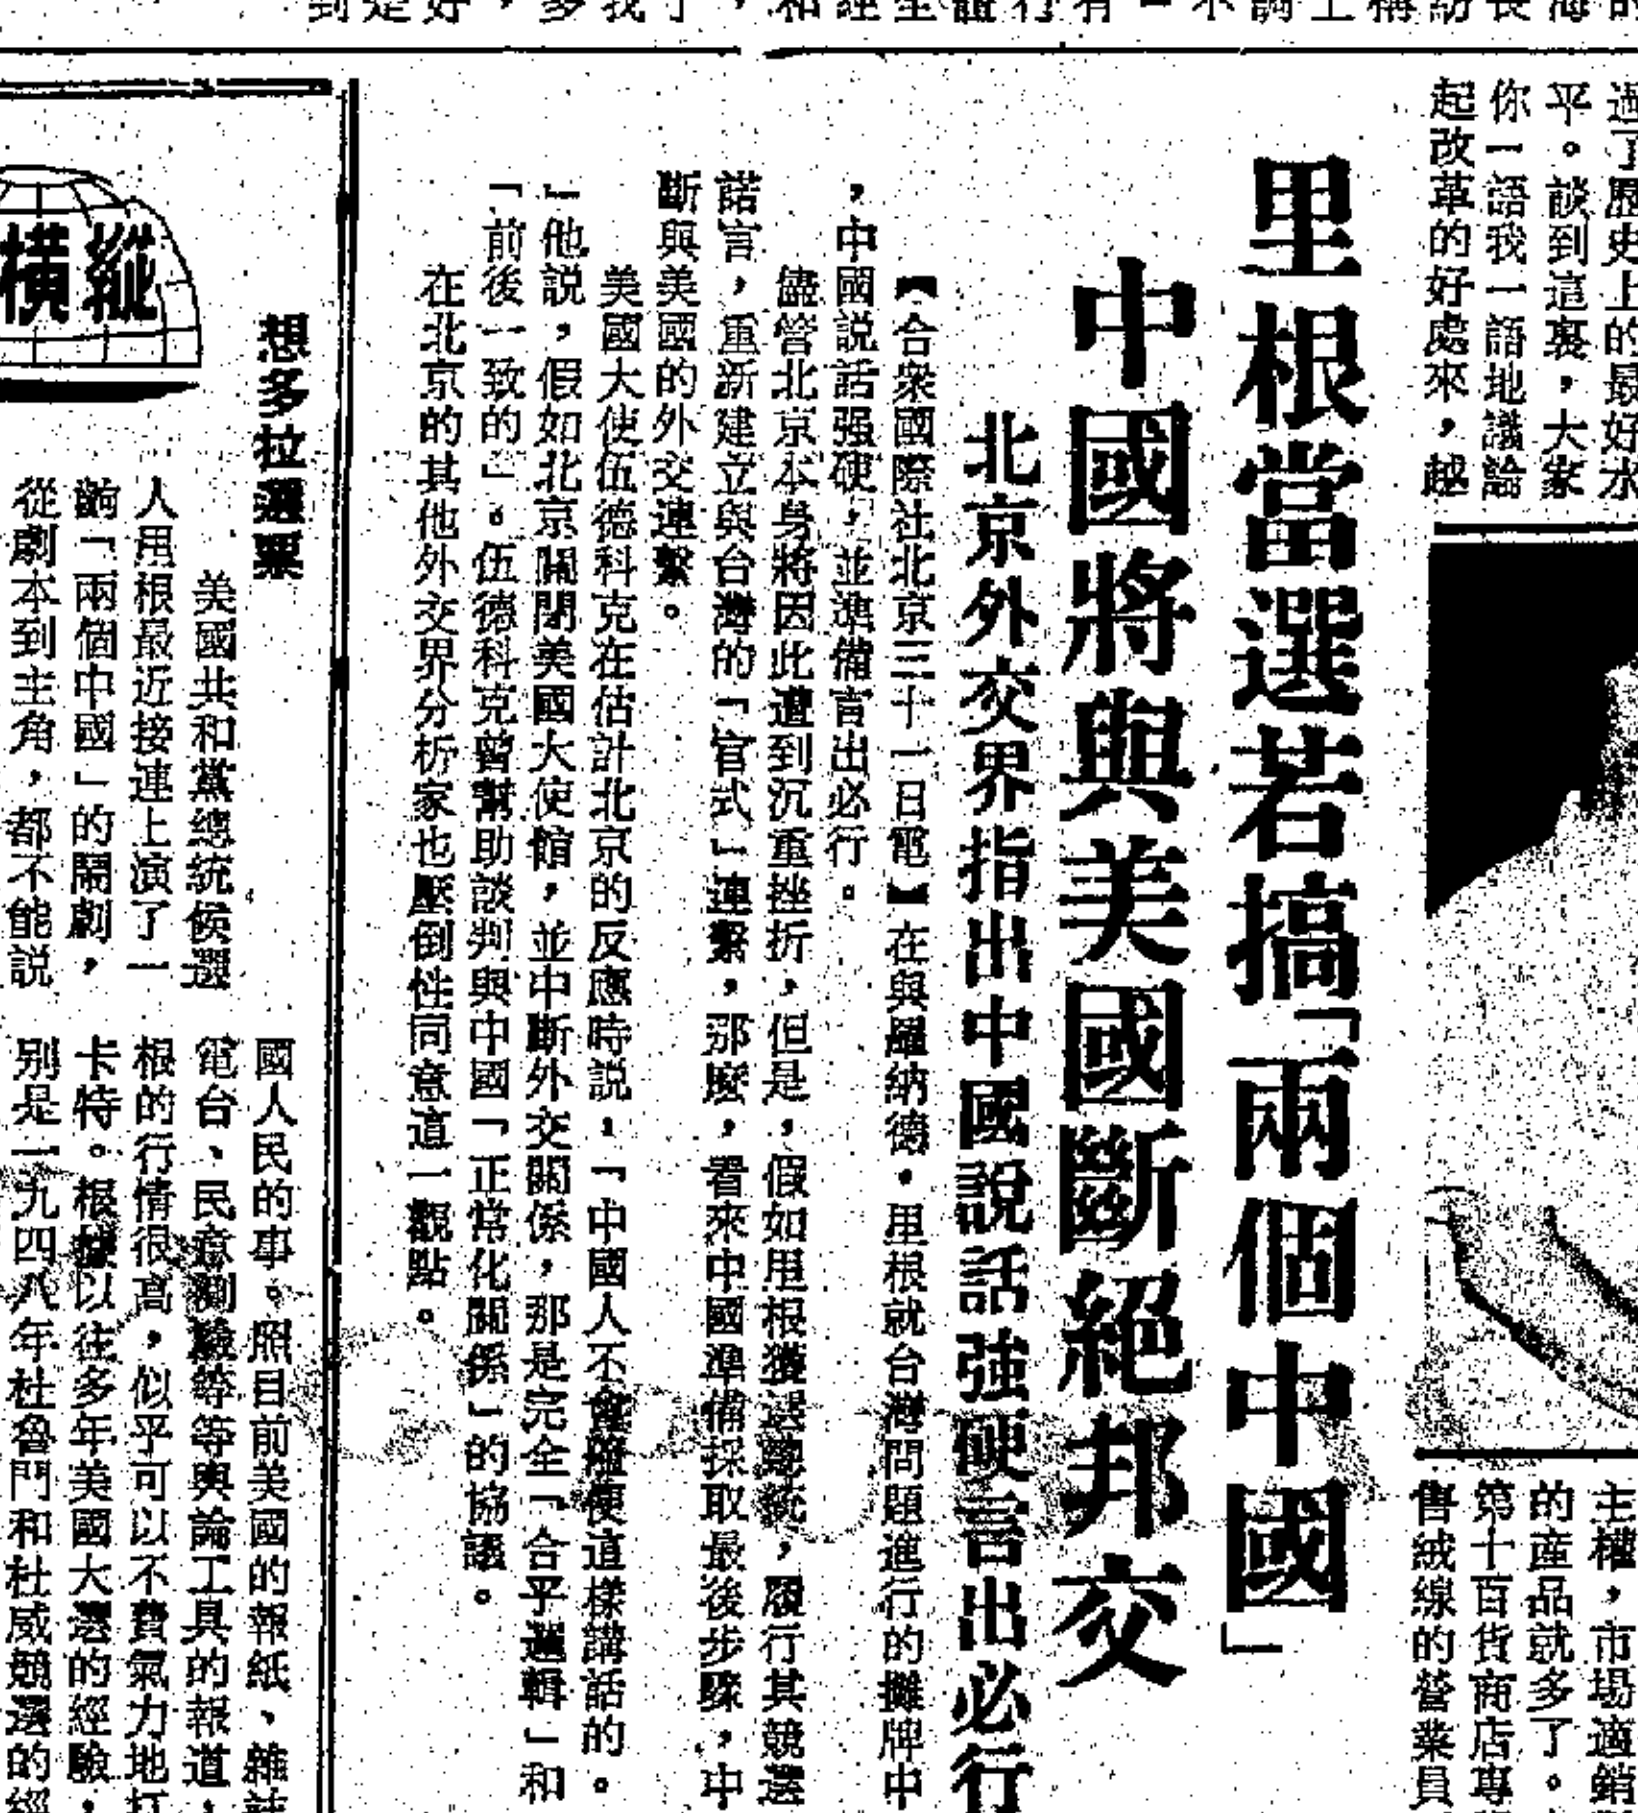 過了歷史上的最好水
平。談到這裏，大家
你一語我一語地議論
起改革的好處來，越
里根當選若搞「兩個中國」
中國將與美國斷絕邦交
北京外交界指出中國說話強硬言出必行
【合衆國際社北京三十一日電】在與羅納德・里根就台灣問題進行的攤牌中
，中國説話强硬，並準備言出必行。
儘管北京本身將因此遭到沉重挫折，但是，假如里根獲選總統，履行其競選
諾言，重新建立與台灣的「官式」連繫，那麼，看來中國準備採取最後步驟，中
斷與美國的外交連繫。
美國大使伍德科克在估計北京的反應時説，「中國人不會隨便這樣講話的。
」他説，假如北京關閉美國大使館，並中斷外交關係，那是完全「合乎邏輯」和
「前後一致的」。伍德科克曾幫助談判與中國「正常化關係」的協議。
在北京的其他外交界分析家也壓倒性同意這一觀點。
主權，市場適銷
的産品就多了。
第十百貨商店專
售絨線的營業員
縱橫
想多拉選票
美國共和黨總統候選
人里根最近接連上演了一
齣「兩個中國」的鬧劇，
從劇本到主角，都不能説
國人民的事。照目前美國的報紙、雜誌
電台、民意測驗等等輿論工具的報道，
根的行情很高，似乎可以不費氣力地打
卡特。根據以往多年美國大選的經驗，
别是一九四八年杜魯門和杜威競選的經